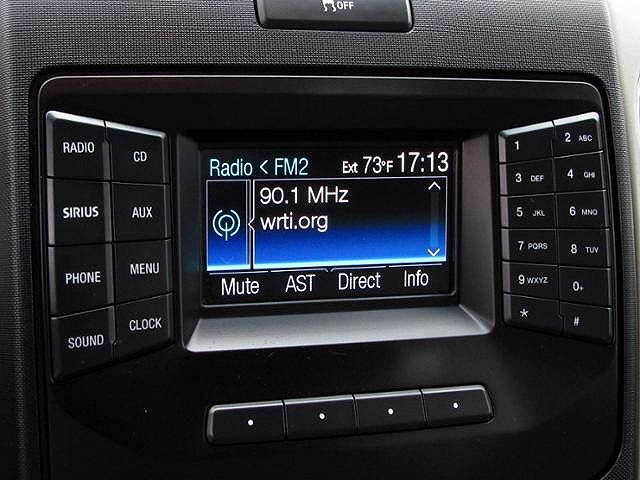 OFF
RADIO
CD
SIRIUS
AUX
PHONE
MENU
SOUND
CLOCK
Radio < FM2 Ext 73°F 17:13
90.1 MHz
wrti.org
Mute AST Direct Info
1
2 ABC
3 DEF
4 GHI
5 JKL
6 MNO
7 PQRS
8 TUV
9 WXYZ
0+
*
#